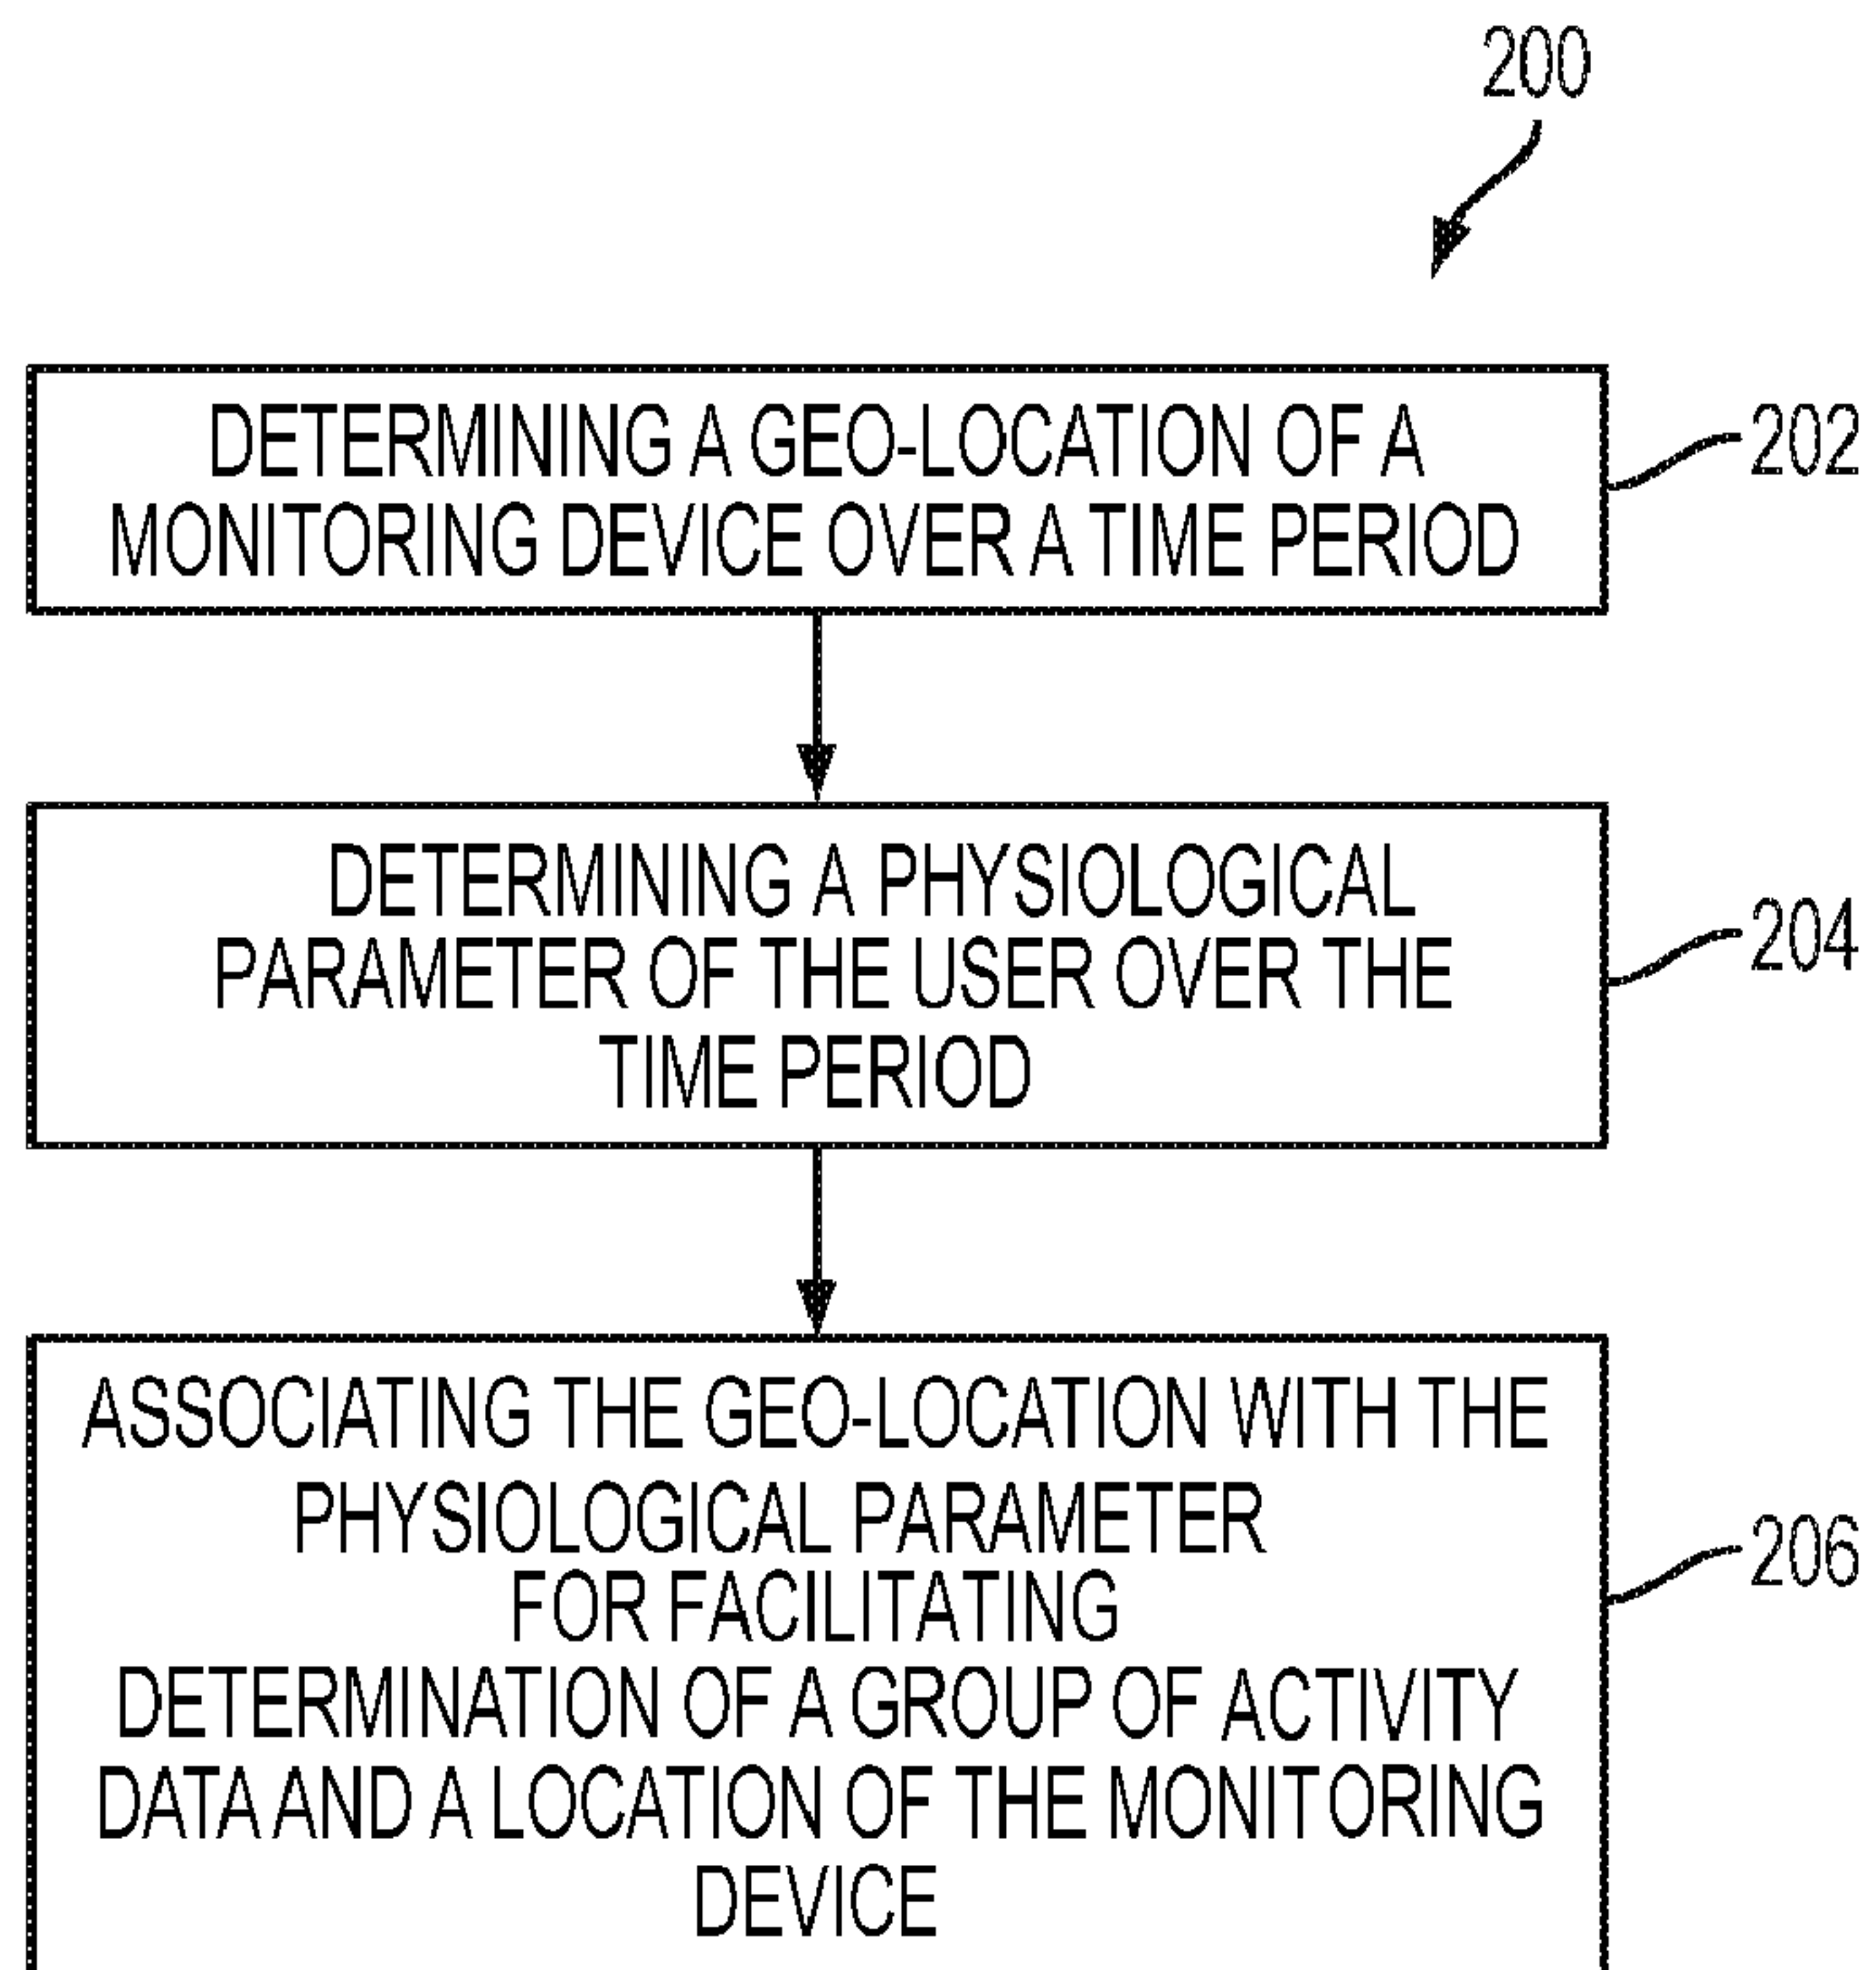 200
DETERMINING A GEO-LOCATION OF A
MONITORING DEVICE OVER A TIME PERIOD
202
DETERMINING A PHYSIOLOGICAL
PARAMETER OF THE USER OVER THE
TIME PERIOD
204
ASSOCIATING THE GEO-LOCATION WITH THE
PHYSIOLOGICAL PARAMETER
FOR FACILITATING
DETERMINATION OF A GROUP OF ACTIVITY
DATA AND A LOCATION OF THE MONITORING
DEVICE
206